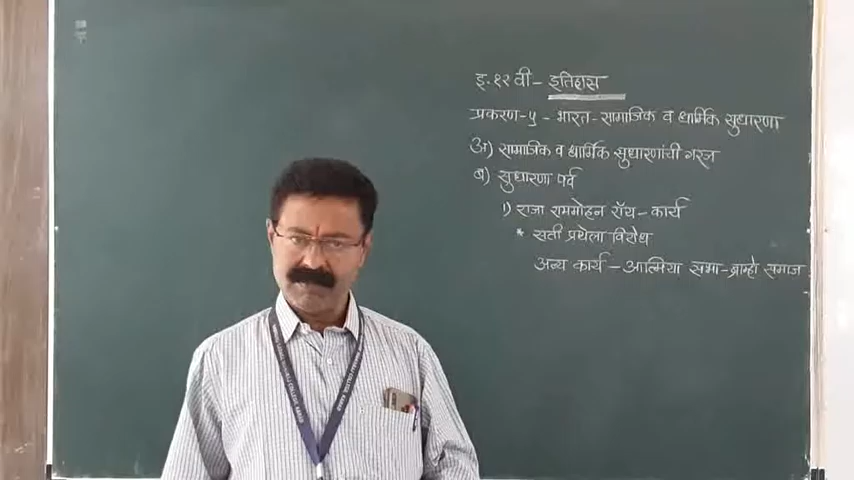 इ.१२ वी - इतिहास
प्रकरण-५ - भारत- सामाजिक व धार्मिक सुधारणा
अ) सामाजिक व धार्मिक सुधारणांची गरज
ब) सुधारणा पर्व
१) राजा राममोहन रॉय - कार्य
* सती प्रथेला विरोध
अन्य कार्य - आत्मिया सभा - ब्राम्हो समाज